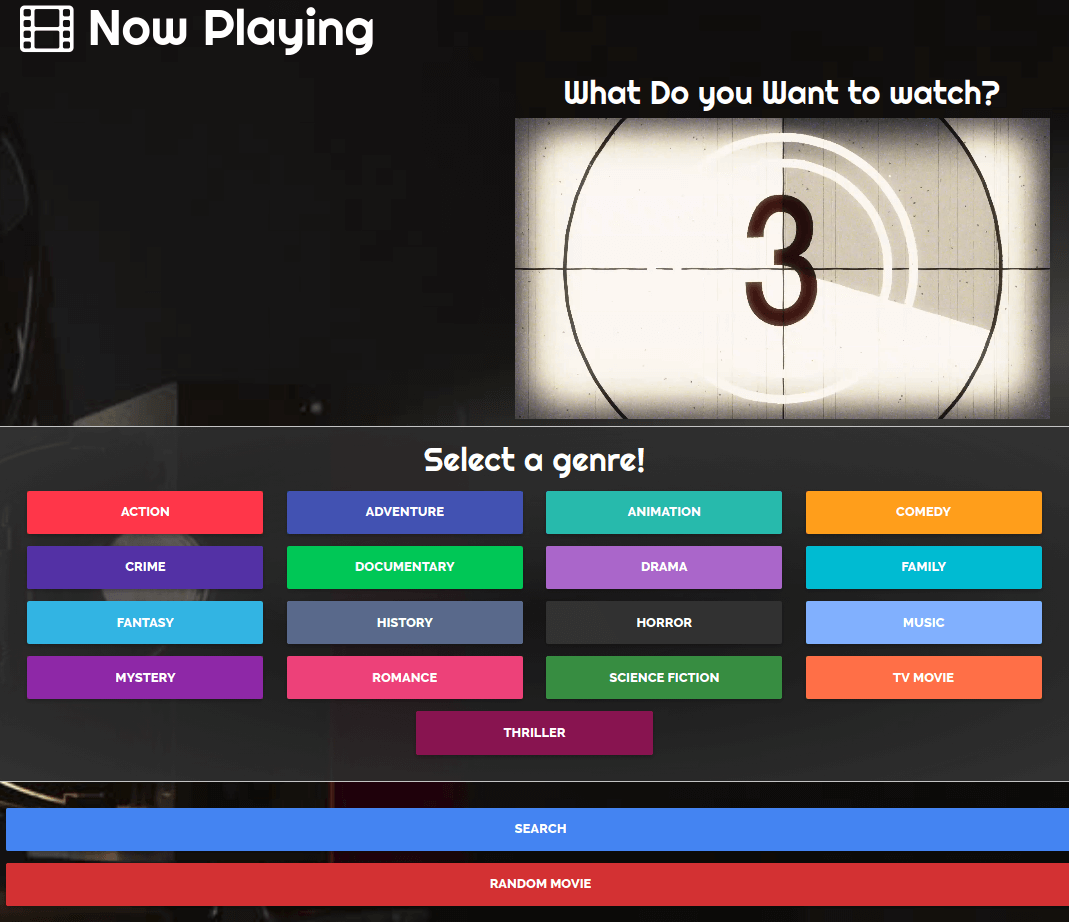 Now Playing
What Do you Want to watch?
3
Select a genre!
ACTION
ADVENTURE
ANIMATION
COMEDY
CRIME
DOCUMENTARY
DRAMA
FAMILY
FANTASY
HISTORY
HORROR
MUSIC
MYSTERY
ROMANCE
SCIENCE FICTION
TV MOVIE
THRILLER
SEARCH
RANDOM MOVIE